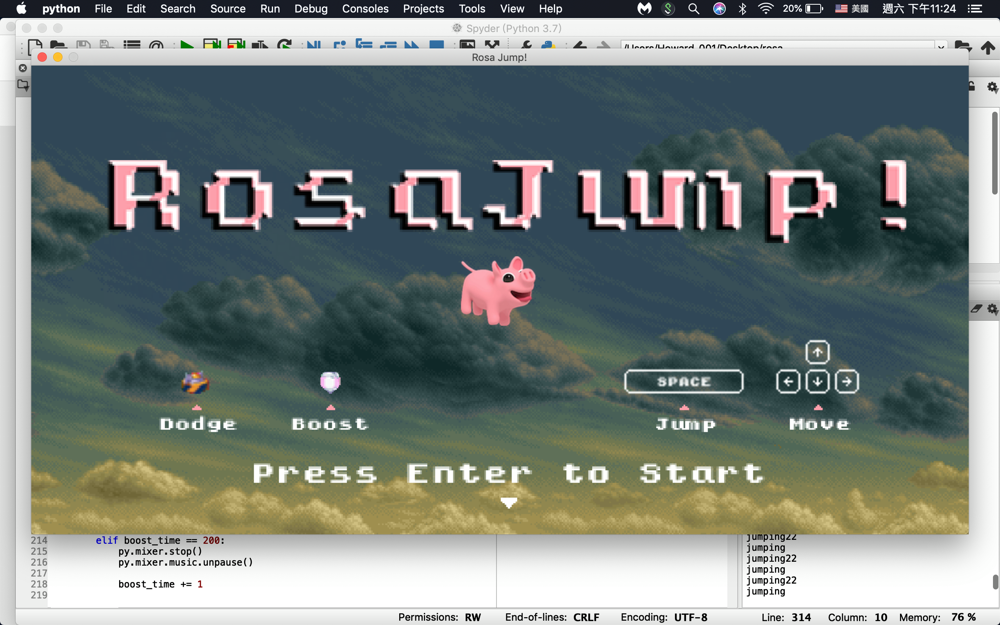 python File Edit Search Source Run Debug Consoles Projects Tools View Help 20% 美國 週六 下午11:24
Spyder (Python 3.7)
/Users/Howard_001/Desktop/rosa
Rosa Jump!
RosaJump!
SPACE
Dodge Boost Jump Move
Press Enter to Start
214 elif boost_time == 200:
215 py.mixer.stop()
216 py.mixer.music.unpause()
217
218 boost_time += 1
219
jumping22
jumping
jumping22
jumping
jumping22
jumping
Permissions: RW End-of-lines: CRLF Encoding: UTF-8 Line: 314 Column: 10 Memory: 76 %